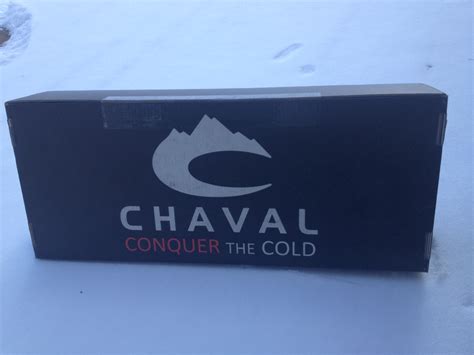 CHAVAL
CONQUER THE COLD